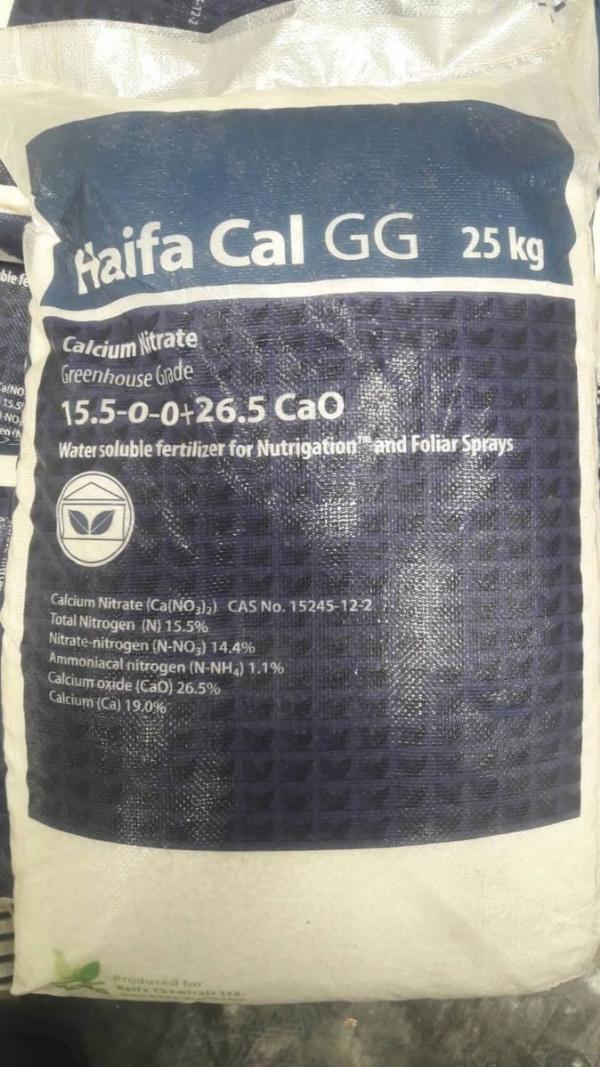 Haifa Cal GG 25 kg
Calcium Nitrate
Greenhouse Grade
15.5-0-0+26.5 CaO
Water soluble fertilizer for Nutrigation™ and Foliar Sprays
Calcium Nitrate (Ca(NO₃)₂) CAS No. 15245-12-2
Total Nitrogen (N) 15.5%
Nitrate-nitrogen (N-NO₃) 14.4%
Ammoniacal nitrogen (N-NH₄) 1.1%
Calcium oxide (CaO) 26.5%
Calcium (Ca) 19.0%
Produced for
Haifa Chemicals Ltd.